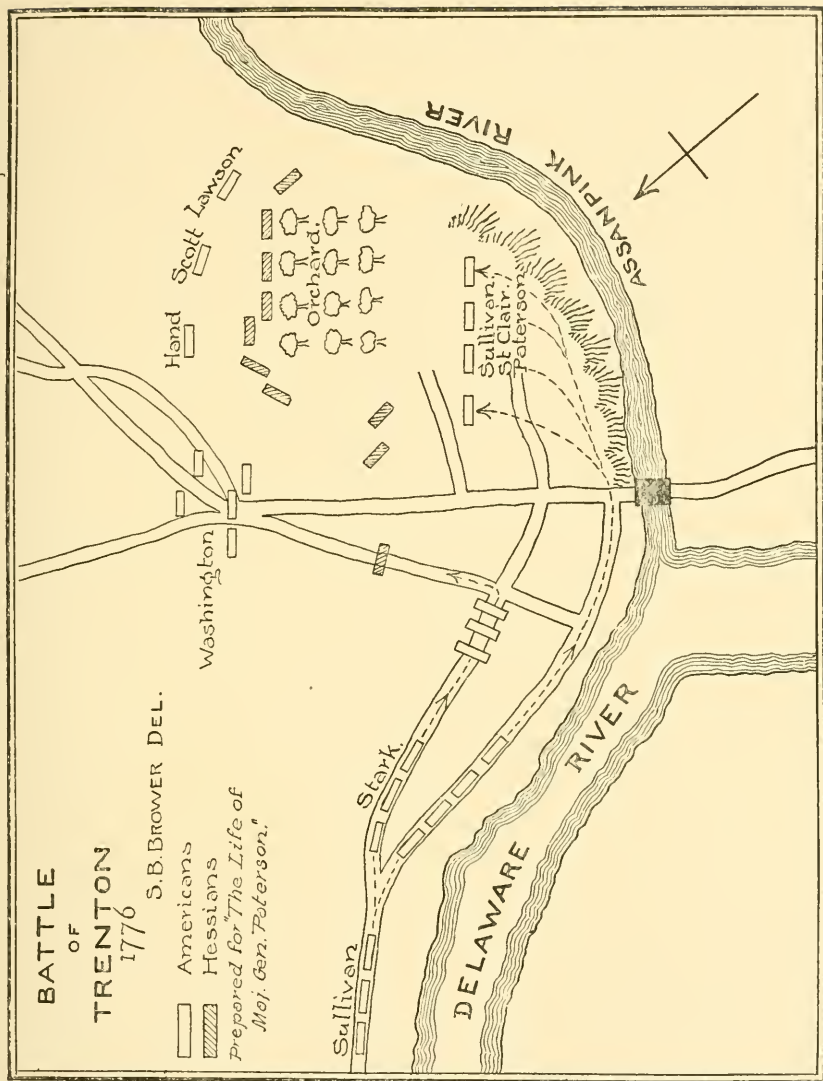 BATTLE
OF
TRENTON
1776
S.B. BROWER DEL.
Americans
Hessians
Prepared for "The Life of
Maj. Gen. Paterson."
Sullivan
Stark.
Washington
Hand
Scott
Lawson
Orchard.
Sullivan.
St Clair.
Paterson.
ASSANPINK RIVER
DELAWARE RIVER